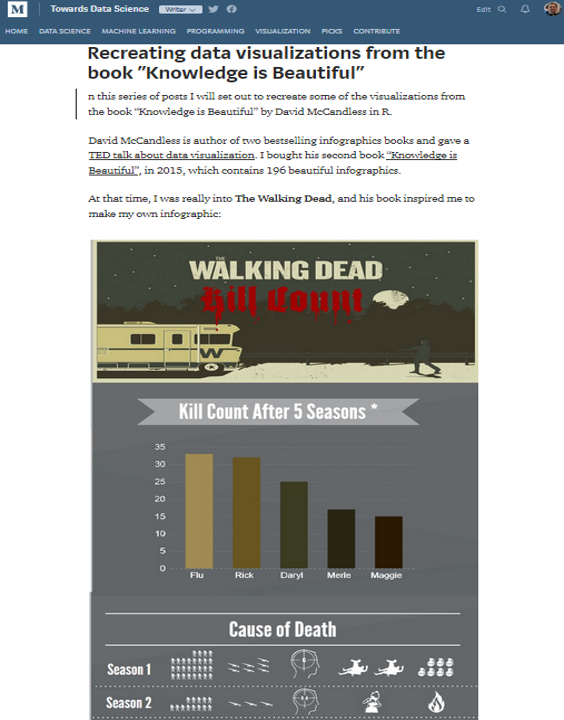 M Towards Data Science Writer Edit
HOME DATA SCIENCE MACHINE LEARNING PROGRAMMING VISUALIZATION PICKS CONTRIBUTE
Recreating data visualizations from the
book ”Knowledge is Beautiful”
n this series of posts I will set out to recreate some of the visualizations from
the book “Knowledge is Beautiful” by David McCandless in R.
David McCandless is author of two bestselling infographics books and gave a
TED talk about data visualization. I bought his second book “Knowledge is
Beautiful”, in 2015, which contains 196 beautiful infographics.
At that time, I was really into The Walking Dead, and his book inspired me to
make my own infographic:
THE
WALKING DEAD
Kill Count
W
Kill Count After 5 Seasons *
35
30
25
20
15
10
5
0
Flu Rick Daryl Merle Maggie
Cause of Death
Season 1
Season 2